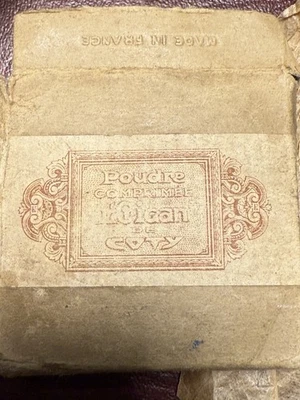 MADE IN FRANCE
Poudre
COMPRIMÉE
L'Origan
DE
COTY